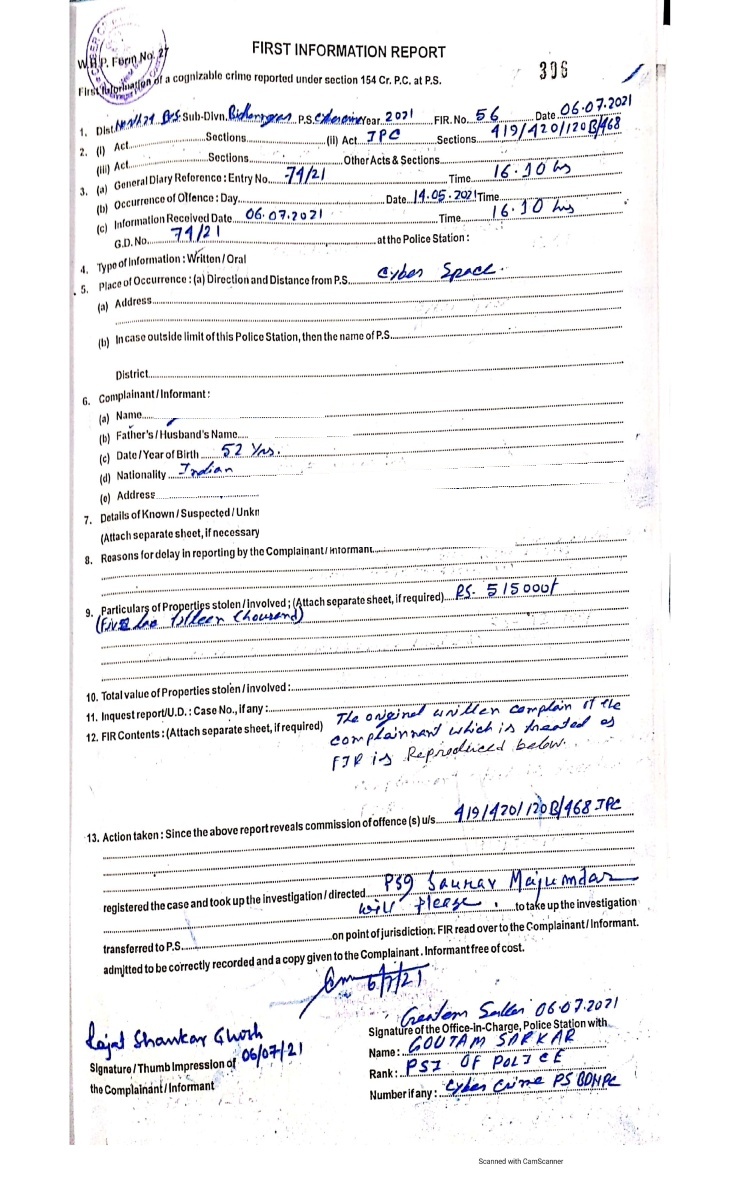 W.B.P. Form No. 27
FIRST INFORMATION REPORT
396
First Information of a cognizable crime reported under section 154 Cr. P.C. at P.S.
1. Dist North 24 Sub-Divn. Bidhannagar P.S. Cybercrime Year 2021 FIR. No. 56 Date 06.07.2021
2. (i) Act Sections (ii) Act IPC Sections 419/420/120B/468
(iii) Act Sections Other Acts & Sections
3. (a) General Diary Reference : Entry No. 74/21 Time 16.10 hrs
(b) Occurrence of Offence : Day Date 14.05.2021 Time
(c) Information Received Date 06.07.2021 Time 16.10 hrs
G.D. No. 74/21 at the Police Station :
4. Type of Information : Written / Oral
5. Place of Occurrence : (a) Direction and Distance from P.S. Cyber Space.
(a) Address
(b) In case outside limit of this Police Station, then the name of P.S.
District
6. Complainant / Informant :
(a) Name
(b) Father's / Husband's Name
(c) Date / Year of Birth 52 Yrs.
(d) Nationality Indian
(e) Address
7. Details of Known / Suspected / Unkn
(Attach separate sheet, if necessary
8. Reasons for delay in reporting by the Complainant / Informant
9. Particulars of Properties stolen / Involved ; (Attach separate sheet, if required) RS. 515000/
(Five lac fifteen thousand)
10. Total value of Properties stolen / involved :
11. Inquest report / U.D. : Case No., if any :
12. FIR Contents : (Attach separate sheet, if required) The original written complain of the
complainant which is treated as
FIR is Reproduced below.
13. Action taken : Since the above report reveals commission of offence (s) u/s 419/420/120B/468 IPC
registered the case and took up the investigation / directed PSI Saurav Majumdar
will please. to take up the investigation
transferred to P.S. on point of jurisdiction. FIR read over to the Complainant / Informant.
admitted to be correctly recorded and a copy given to the Complainant. Informant free of cost.
6/7/21
Rajat Shankar Ghosh
06/07/21
Signature / Thumb Impression of
the Complainant / Informant
Goutam Sarkar 06.07.2021
Signature of the Office-in-Charge, Police Station with
Name : GOUTAM SARKAR
Rank : PSI OF POLICE
Number if any : Cyber Crime PS BDNPC
Scanned with CamScanner